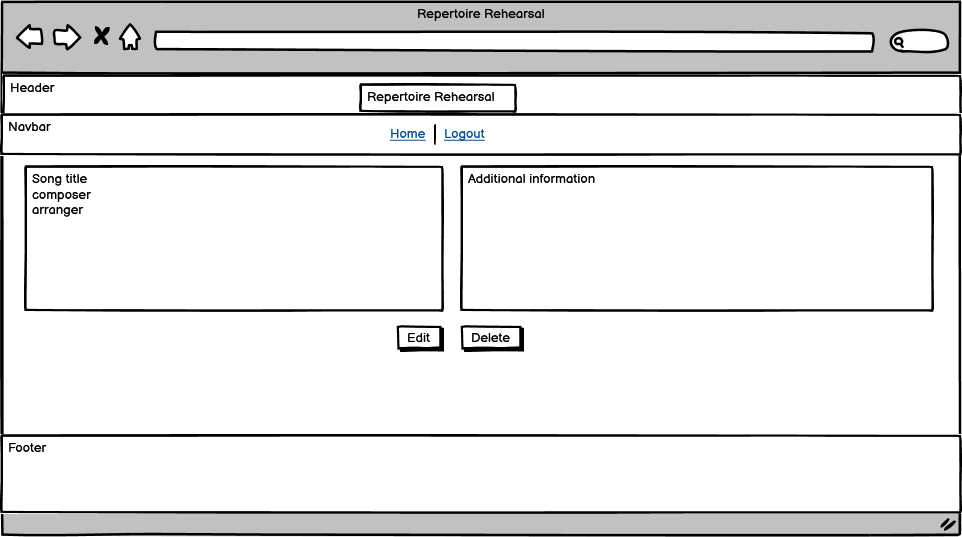 Repertoire Rehearsal
Header
Repertoire Rehearsal
Navbar
Home | Logout
Song title
composer
arranger
Additional information
Edit
Delete
Footer